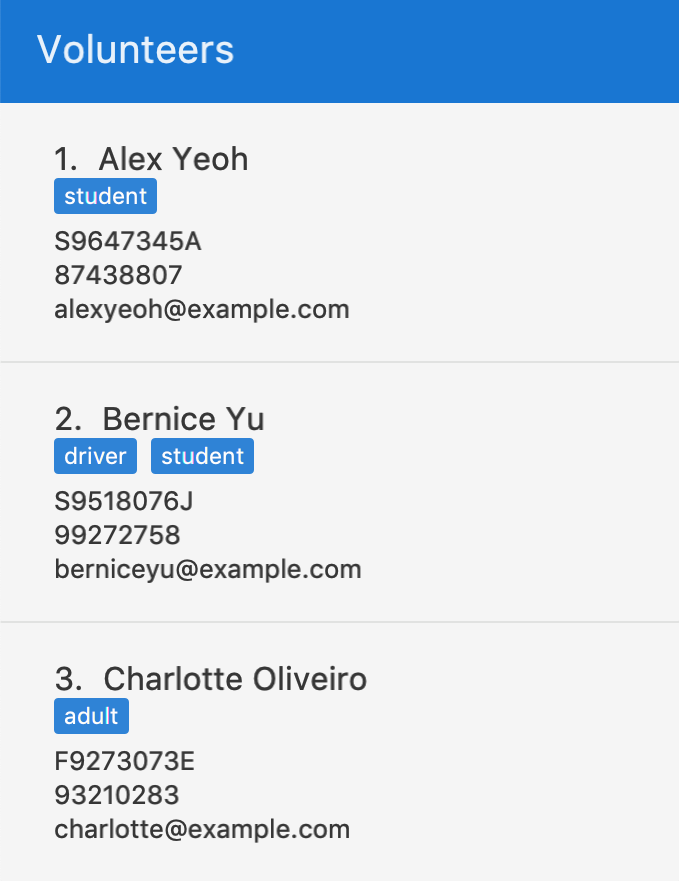 Volunteers
1. Alex Yeoh
student
S9647345A
87438807
alexyeoh@example.com
2. Bernice Yu
driver student
S9518076J
99272758
berniceyu@example.com
3. Charlotte Oliveiro
adult
F9273073E
93210283
charlotte@example.com